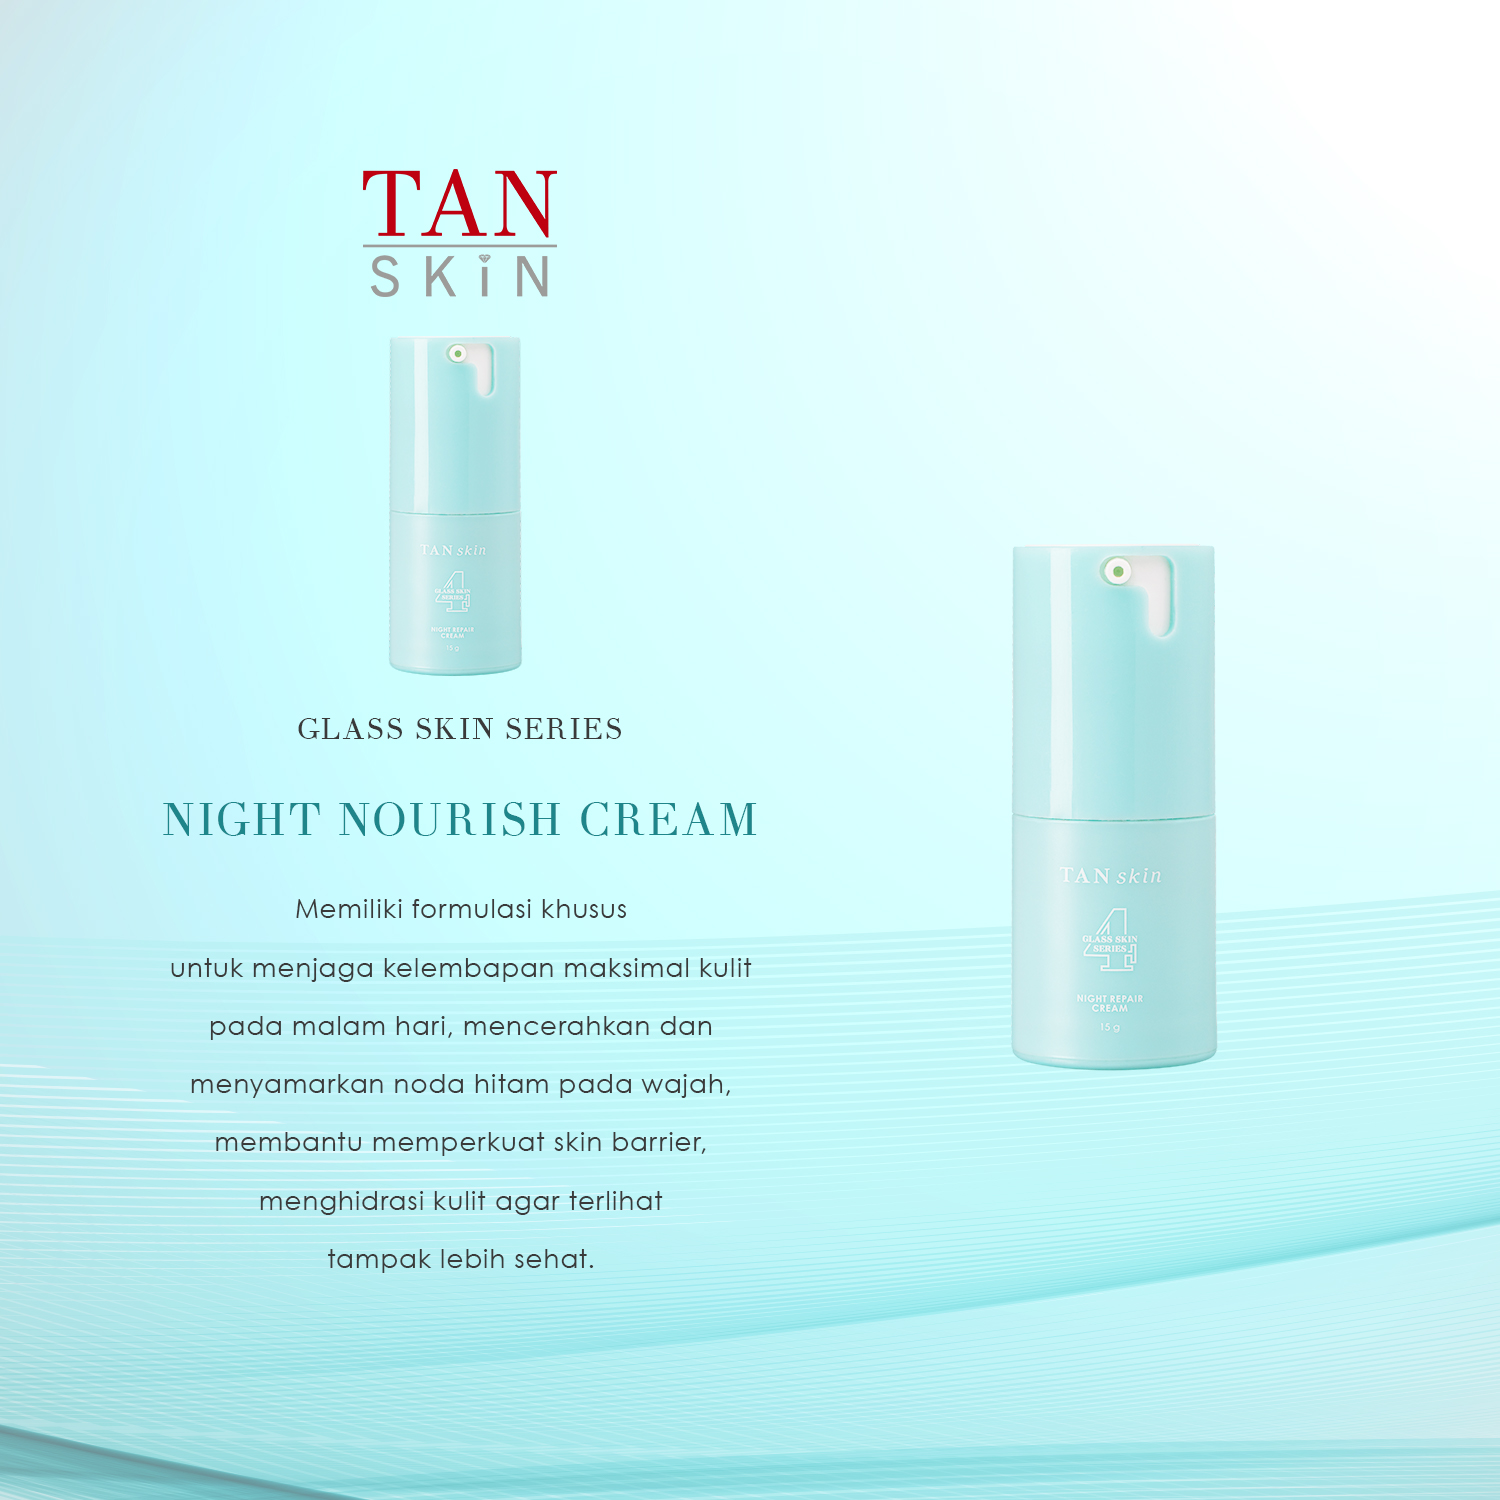 TAN
SKiN
TAN skin
4
GLASS SKIN
SERIES
NIGHT REPAIR
CREAM
15 g
GLASS SKIN SERIES
NIGHT NOURISH CREAM
Memiliki formulasi khusus
untuk menjaga kelembapan maksimal kulit
pada malam hari, mencerahkan dan
menyamarkan noda hitam pada wajah,
membantu memperkuat skin barrier,
menghidrasi kulit agar terlihat
tampak lebih sehat.
TAN skin
4
GLASS SKIN
SERIES
NIGHT REPAIR
CREAM
15 g